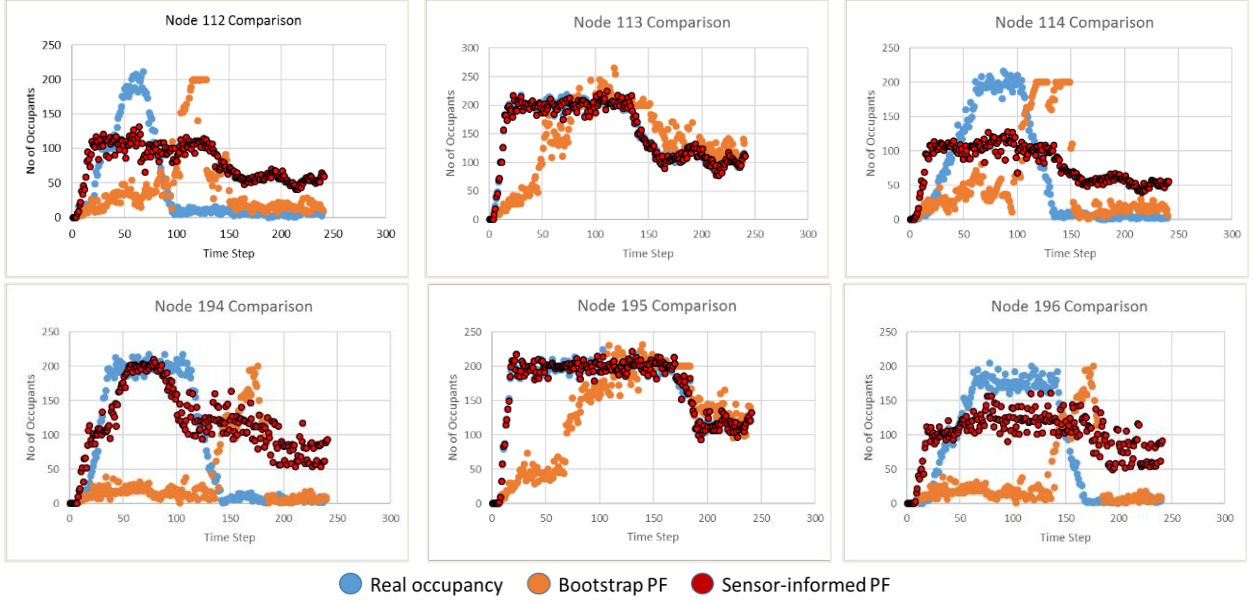 Node 112 Comparison
No of Occupants
250
200
150
100
50
0
0 50 100 150 200 250 300
Time Step
Node 113 Comparison
No of Occupants
300
250
200
150
100
50
0
0 50 100 150 200 250 300
Time Step
Node 114 Comparison
No of Occupants
250
200
150
100
50
0
0 50 100 150 200 250 300
Time Step
Node 194 Comparison
No of Occupants
250
200
150
100
50
0
0 50 100 150 200 250 300
Time Step
Node 195 Comparison
No of Occupants
250
200
150
100
50
0
0 50 100 150 200 250 300
Time Step
Node 196 Comparison
No of Occupants
250
200
150
100
50
0
0 50 100 150 200 250 300
Time Step
Real occupancy Bootstrap PF Sensor-informed PF